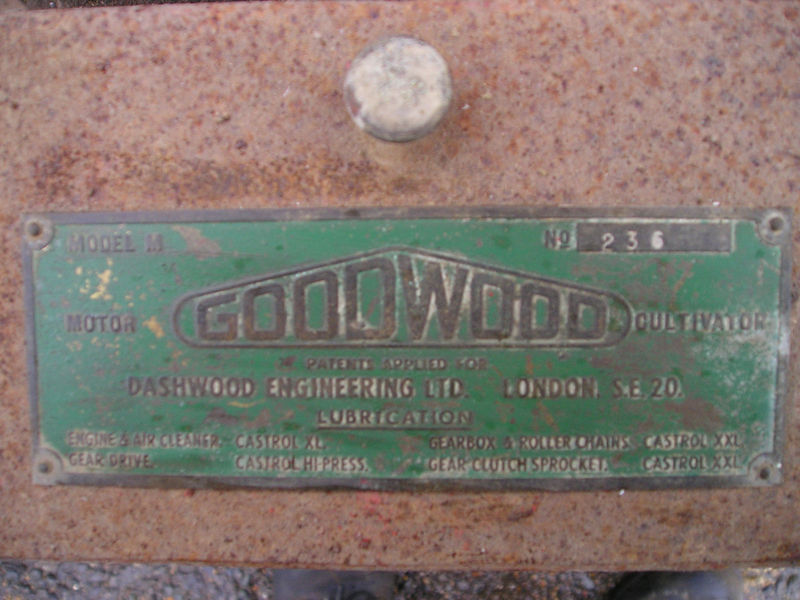 MODEL M No 236
MOTOR GOODWOOD CULTIVATOR
PATENTS APPLIED FOR
DASHWOOD ENGINEERING LTD. LONDON. S.E. 20.
LUBRICATION
ENGINE & AIR CLEANER. CASTROL XL. GEARBOX & ROLLER CHAINS. CASTROL XXL.
GEAR DRIVE. CASTROL HI-PRESS. GEAR CLUTCH SPROCKET. CASTROL XXL.